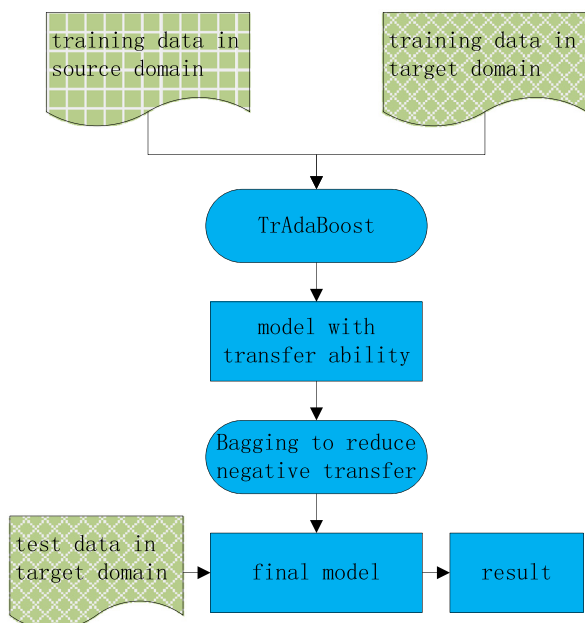 training data in
source domain
training data in
target domain
TrAdaBoost
model with
transfer ability
Bagging to reduce
negative transfer
test data in
target domain
final model
result